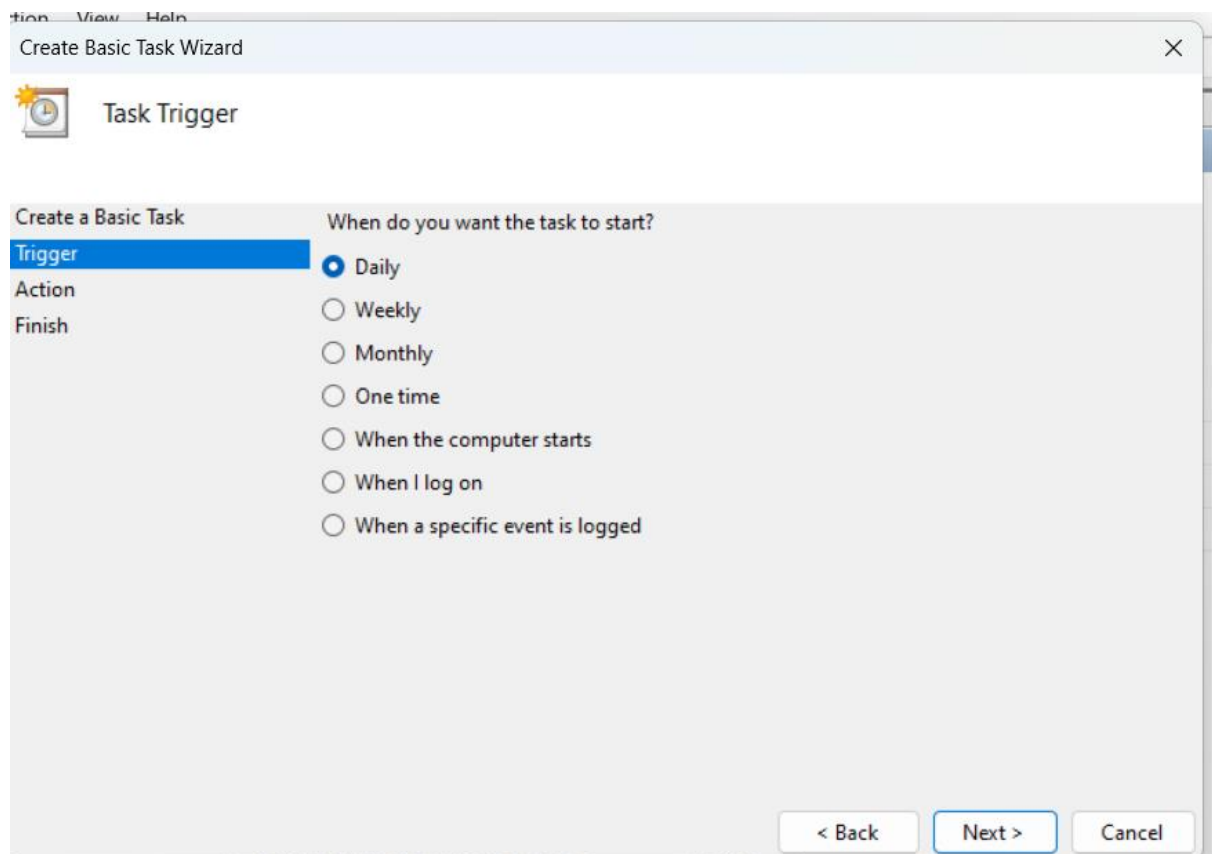 View Help
Create Basic Task Wizard
Task Trigger
Create a Basic Task
Trigger
Action
Finish
When do you want the task to start?
Daily
Weekly
Monthly
One time
When the computer starts
When I log on
When a specific event is logged
< Back Next > Cancel